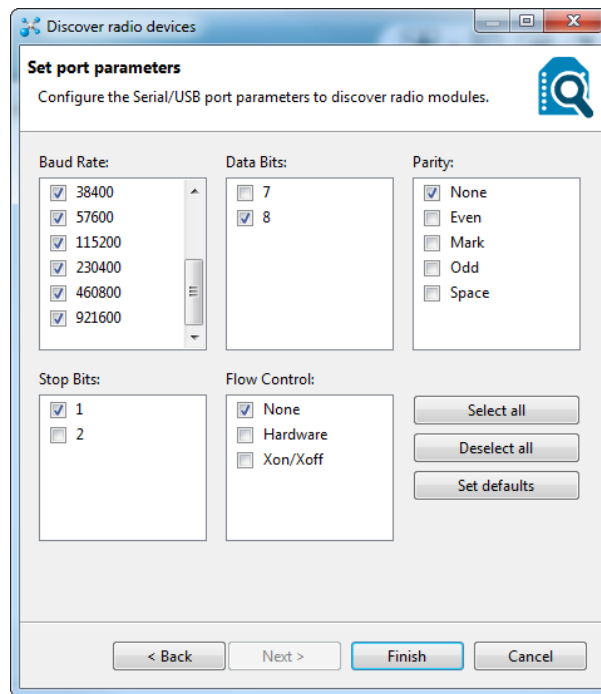 Discover radio devices
Set port parameters
Configure the Serial/USB port parameters to discover radio modules.
Baud Rate:
38400
57600
115200
230400
460800
921600
Data Bits:
7
8
Parity:
None
Even
Mark
Odd
Space
Stop Bits:
1
2
Flow Control:
None
Hardware
Xon/Xoff
Select all
Deselect all
Set defaults
< Back
Next >
Finish
Cancel